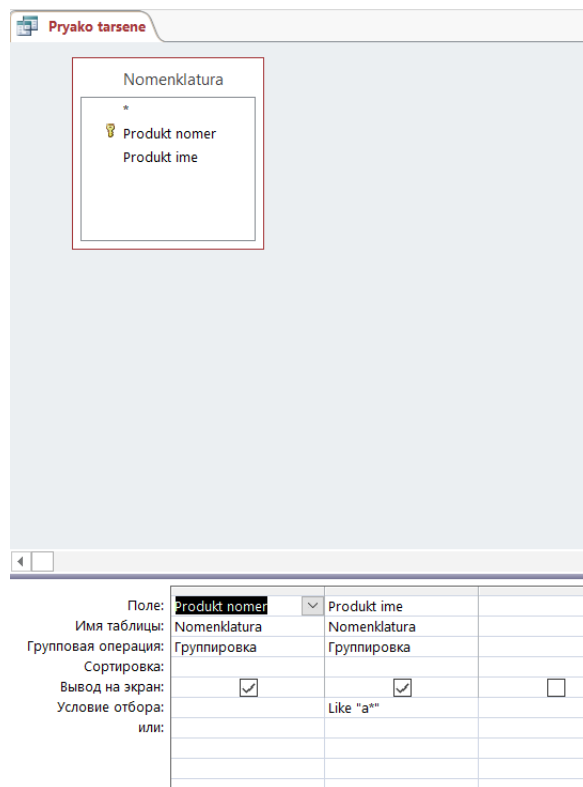 Pryako tarsene
Nomenklatura
*
Produkt nomer
Produkt ime
Поле: Produkt nomer Produkt ime
Имя таблицы: Nomenklatura Nomenklatura
Групповая операция: Группировка Группировка
Сортировка:
Вывод на экран:
Условие отбора: Like "a*"
или: